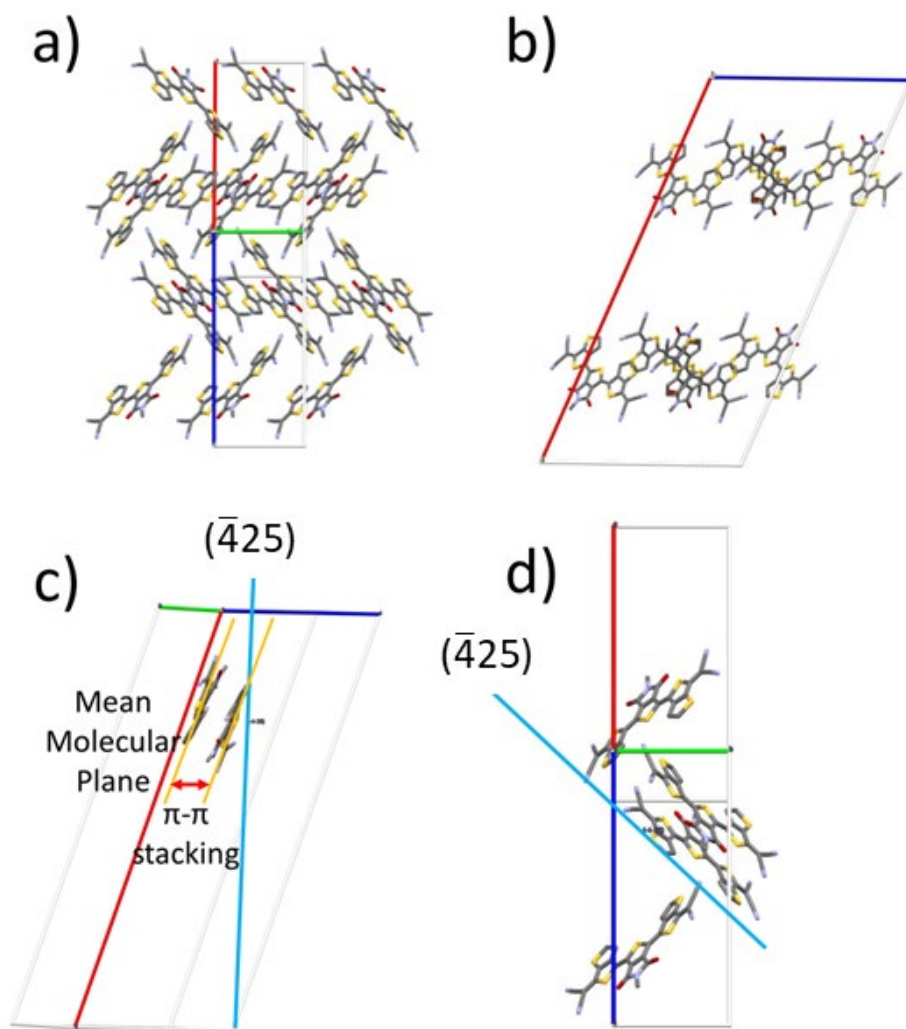 a)
b)
(4̅25)
c)
d)
(4̅25)
Mean
Molecular
Plane
π-π
stacking